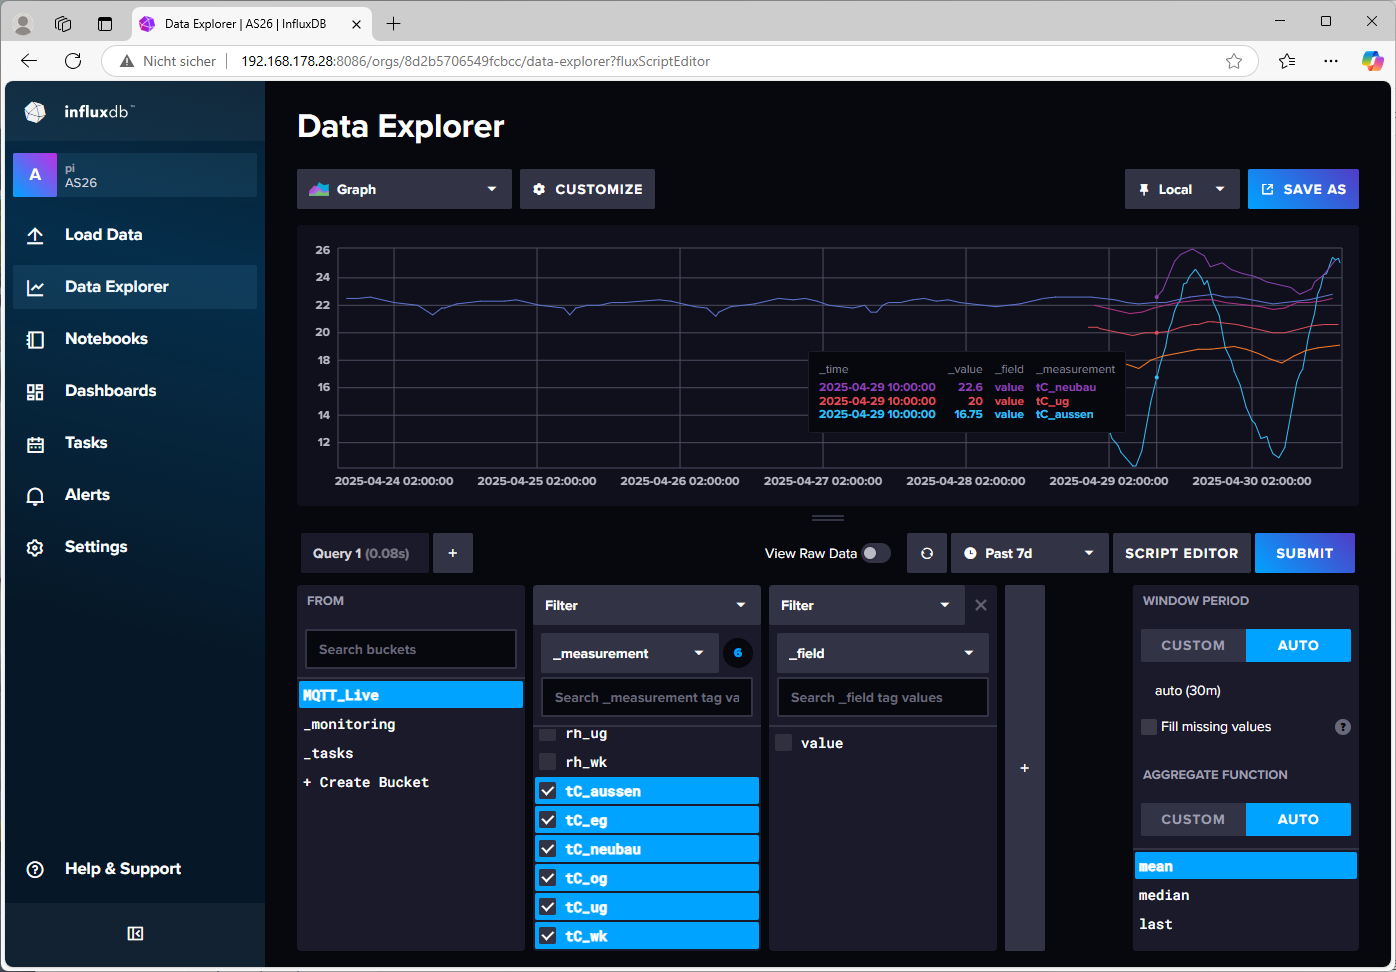 Data Explorer | AS26 | InfluxDB
Nicht sicher
192.168.178.28:8086/orgs/8d2b5706549fcbcc/data-explorer?fluxScriptEditor
influxdb™
A
pi
AS26
Load Data
Data Explorer
Notebooks
Dashboards
Tasks
Alerts
Settings
Help & Support
Data Explorer
Graph
CUSTOMIZE
Local
SAVE AS
26
24
22
20
18
16
14
12
_time _value _field _measurement
2025-04-29 10:00:00 22.6 value tC_neubau
2025-04-29 10:00:00 20 value tC_ug
2025-04-29 10:00:00 16.75 value tC_aussen
2025-04-24 02:00:00 2025-04-25 02:00:00 2025-04-26 02:00:00 2025-04-27 02:00:00 2025-04-28 02:00:00 2025-04-29 02:00:00 2025-04-30 02:00:00
Query 1 (0.08s)
+
View Raw Data
Past 7d
SCRIPT EDITOR
SUBMIT
FROM
Search buckets
MQTT_Live
_monitoring
_tasks
+ Create Bucket
Filter
_measurement
6
Search _measurement tag va
rh_ug
rh_wk
tC_aussen
tC_eg
tC_neubau
tC_og
tC_ug
tC_wk
Filter
_field
Search _field tag values
value
+
WINDOW PERIOD
CUSTOM
AUTO
auto (30m)
Fill missing values
?
AGGREGATE FUNCTION
CUSTOM
AUTO
mean
median
last